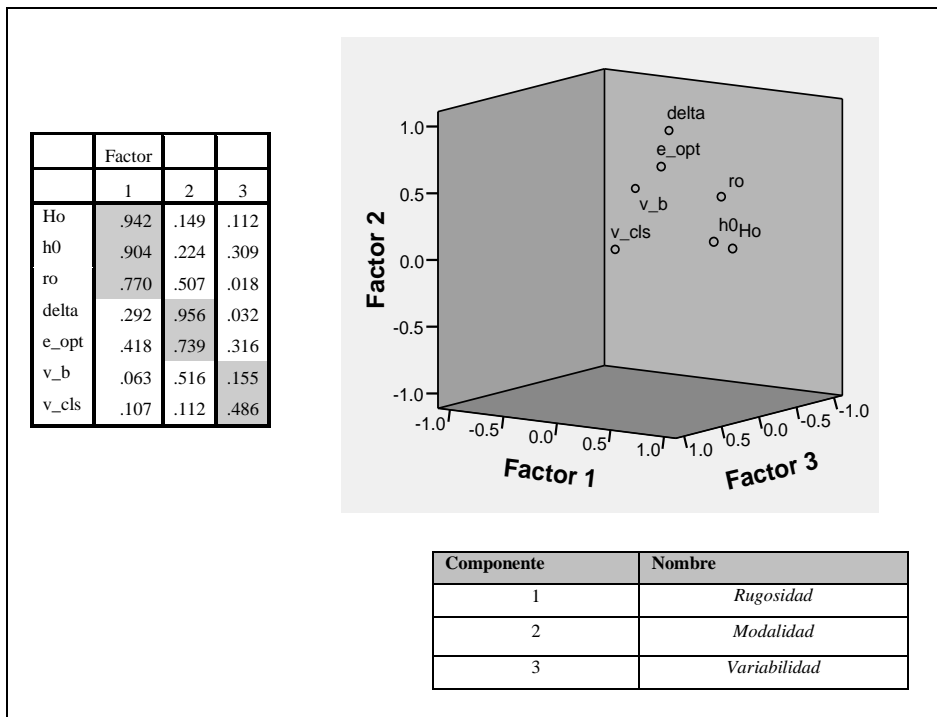 Factor
1 2 3
Ho .942 .149 .112
h0 .904 .224 .309
ro .770 .507 .018
delta .292 .956 .032
e_opt .418 .739 .316
v_b .063 .516 .155
v_cls .107 .112 .486
1.0
0.5
0.0
-0.5
-1.0
Factor 2
delta
e_opt
ro
v_b
v_cls
h0 Ho
-1.0 -0.5 0.0 0.5 1.0
Factor 1
1.0 0.5 0.0 -0.5 -1.0
Factor 3
Componente Nombre
1 Rugosidad
2 Modalidad
3 Variabilidad